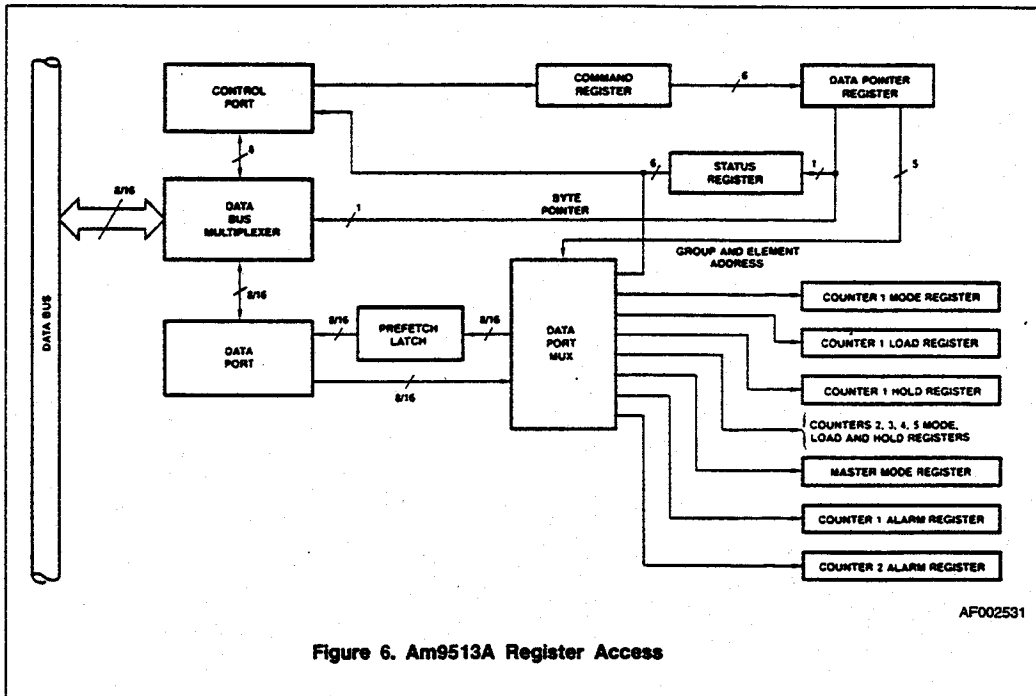 CONTROL
PORT
COMMAND
REGISTER
6
DATA POINTER
REGISTER
8
6
STATUS
REGISTER
1
5
8/16
DATA
BUS
MULTIPLEXER
BYTE
POINTER
1
GROUP AND ELEMENT
ADDRESS
DATA BUS
8/16
DATA
PORT
8/16
PREFETCH
LATCH
8/16
8/16
DATA
PORT
MUX
COUNTER 1 MODE REGISTER
COUNTER 1 LOAD REGISTER
COUNTER 1 HOLD REGISTER
COUNTERS 2, 3, 4, 5 MODE,
LOAD AND HOLD REGISTERS
MASTER MODE REGISTER
COUNTER 1 ALARM REGISTER
COUNTER 2 ALARM REGISTER
AF002531
Figure 6. Am9513A Register Access